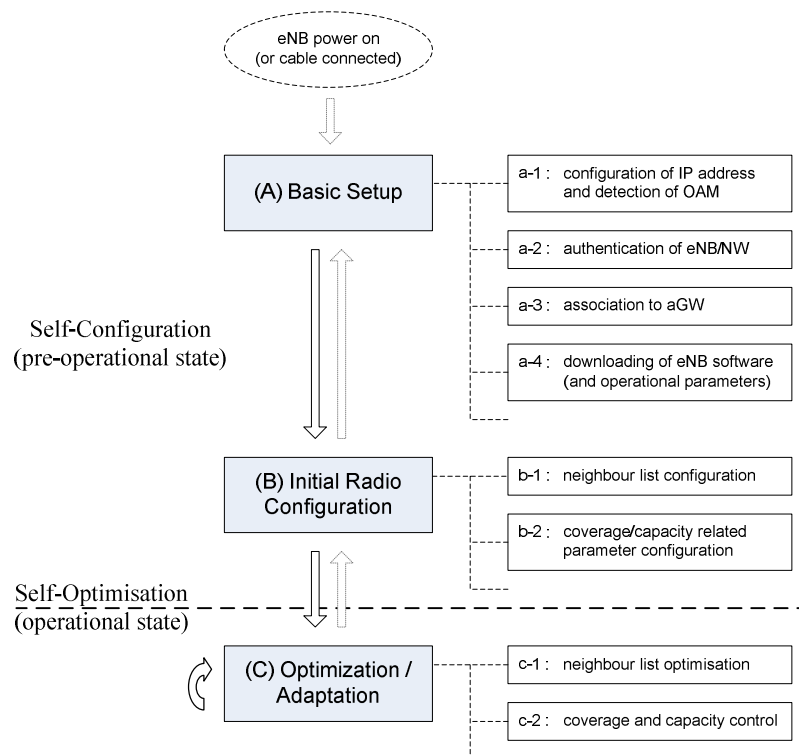 eNB power on
(or cable connected)
(A) Basic Setup
a-1 : configuration of IP address
and detection of OAM
a-2 : authentication of eNB/NW
a-3 : association to aGW
a-4 : downloading of eNB software
(and operational parameters)
Self-Configuration
(pre-operational state)
(B) Initial Radio
Configuration
b-1 : neighbour list configuration
b-2 : coverage/capacity related
parameter configuration
Self-Optimisation
(operational state)
(C) Optimization /
Adaptation
c-1 : neighbour list optimisation
c-2 : coverage and capacity control